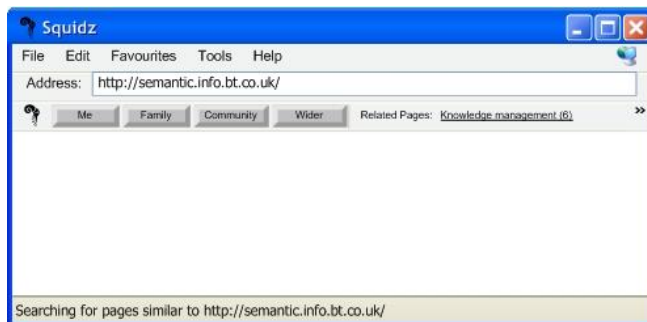 Squidz
File Edit Favourites Tools Help
Address: http://semantic.info.bt.co.uk/
Me Family Community Wider Related Pages: Knowledge management (6) »
Searching for pages similar to http://semantic.info.bt.co.uk/